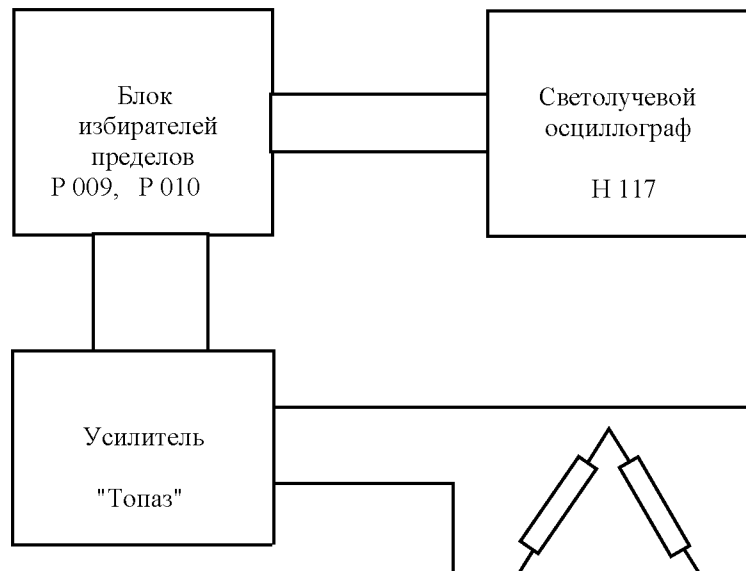 Блок
избирателей
пределов
Р 009, Р 010
Светолучевой
осциллограф
Н 117
Усилитель
"Топаз"